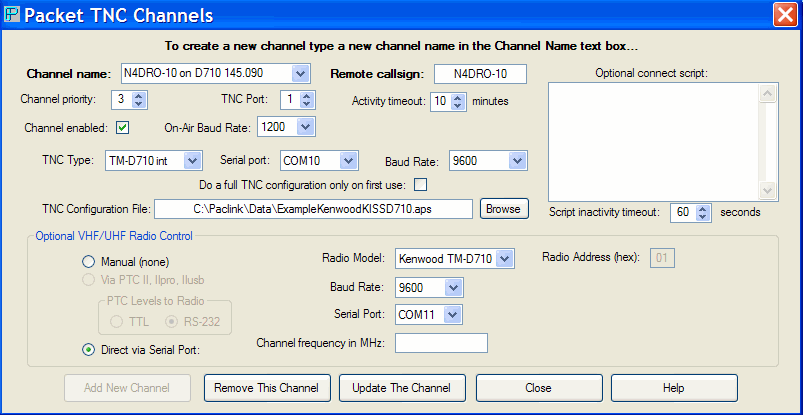 Packet TNC Channels
To create a new channel type a new channel name in the Channel Name text box...
Channel name: N4DRO-10 on D710 145.090 Remote callsign: N4DRO-10 Optional connect script:
Channel priority: 3 TNC Port: 1 Activity timeout: 10 minutes
Channel enabled: On-Air Baud Rate: 1200
TNC Type: TM-D710 int Serial port: COM10 Baud Rate: 9600
Do a full TNC configuration only on first use:
TNC Configuration File: C:\Paclink\Data\ExampleKenwoodKISSD710.aps Browse Script inactivity timeout: 60 seconds
Optional VHF/UHF Radio Control
Manual (none) Radio Model: Kenwood TM-D710 Radio Address (hex): 01
Via PTC II, IIpro, IIusb Baud Rate: 9600
PTC Levels to Radio
TTL RS-232 Serial Port: COM11
Direct via Serial Port: Channel frequency in MHz:
Add New Channel Remove This Channel Update The Channel Close Help